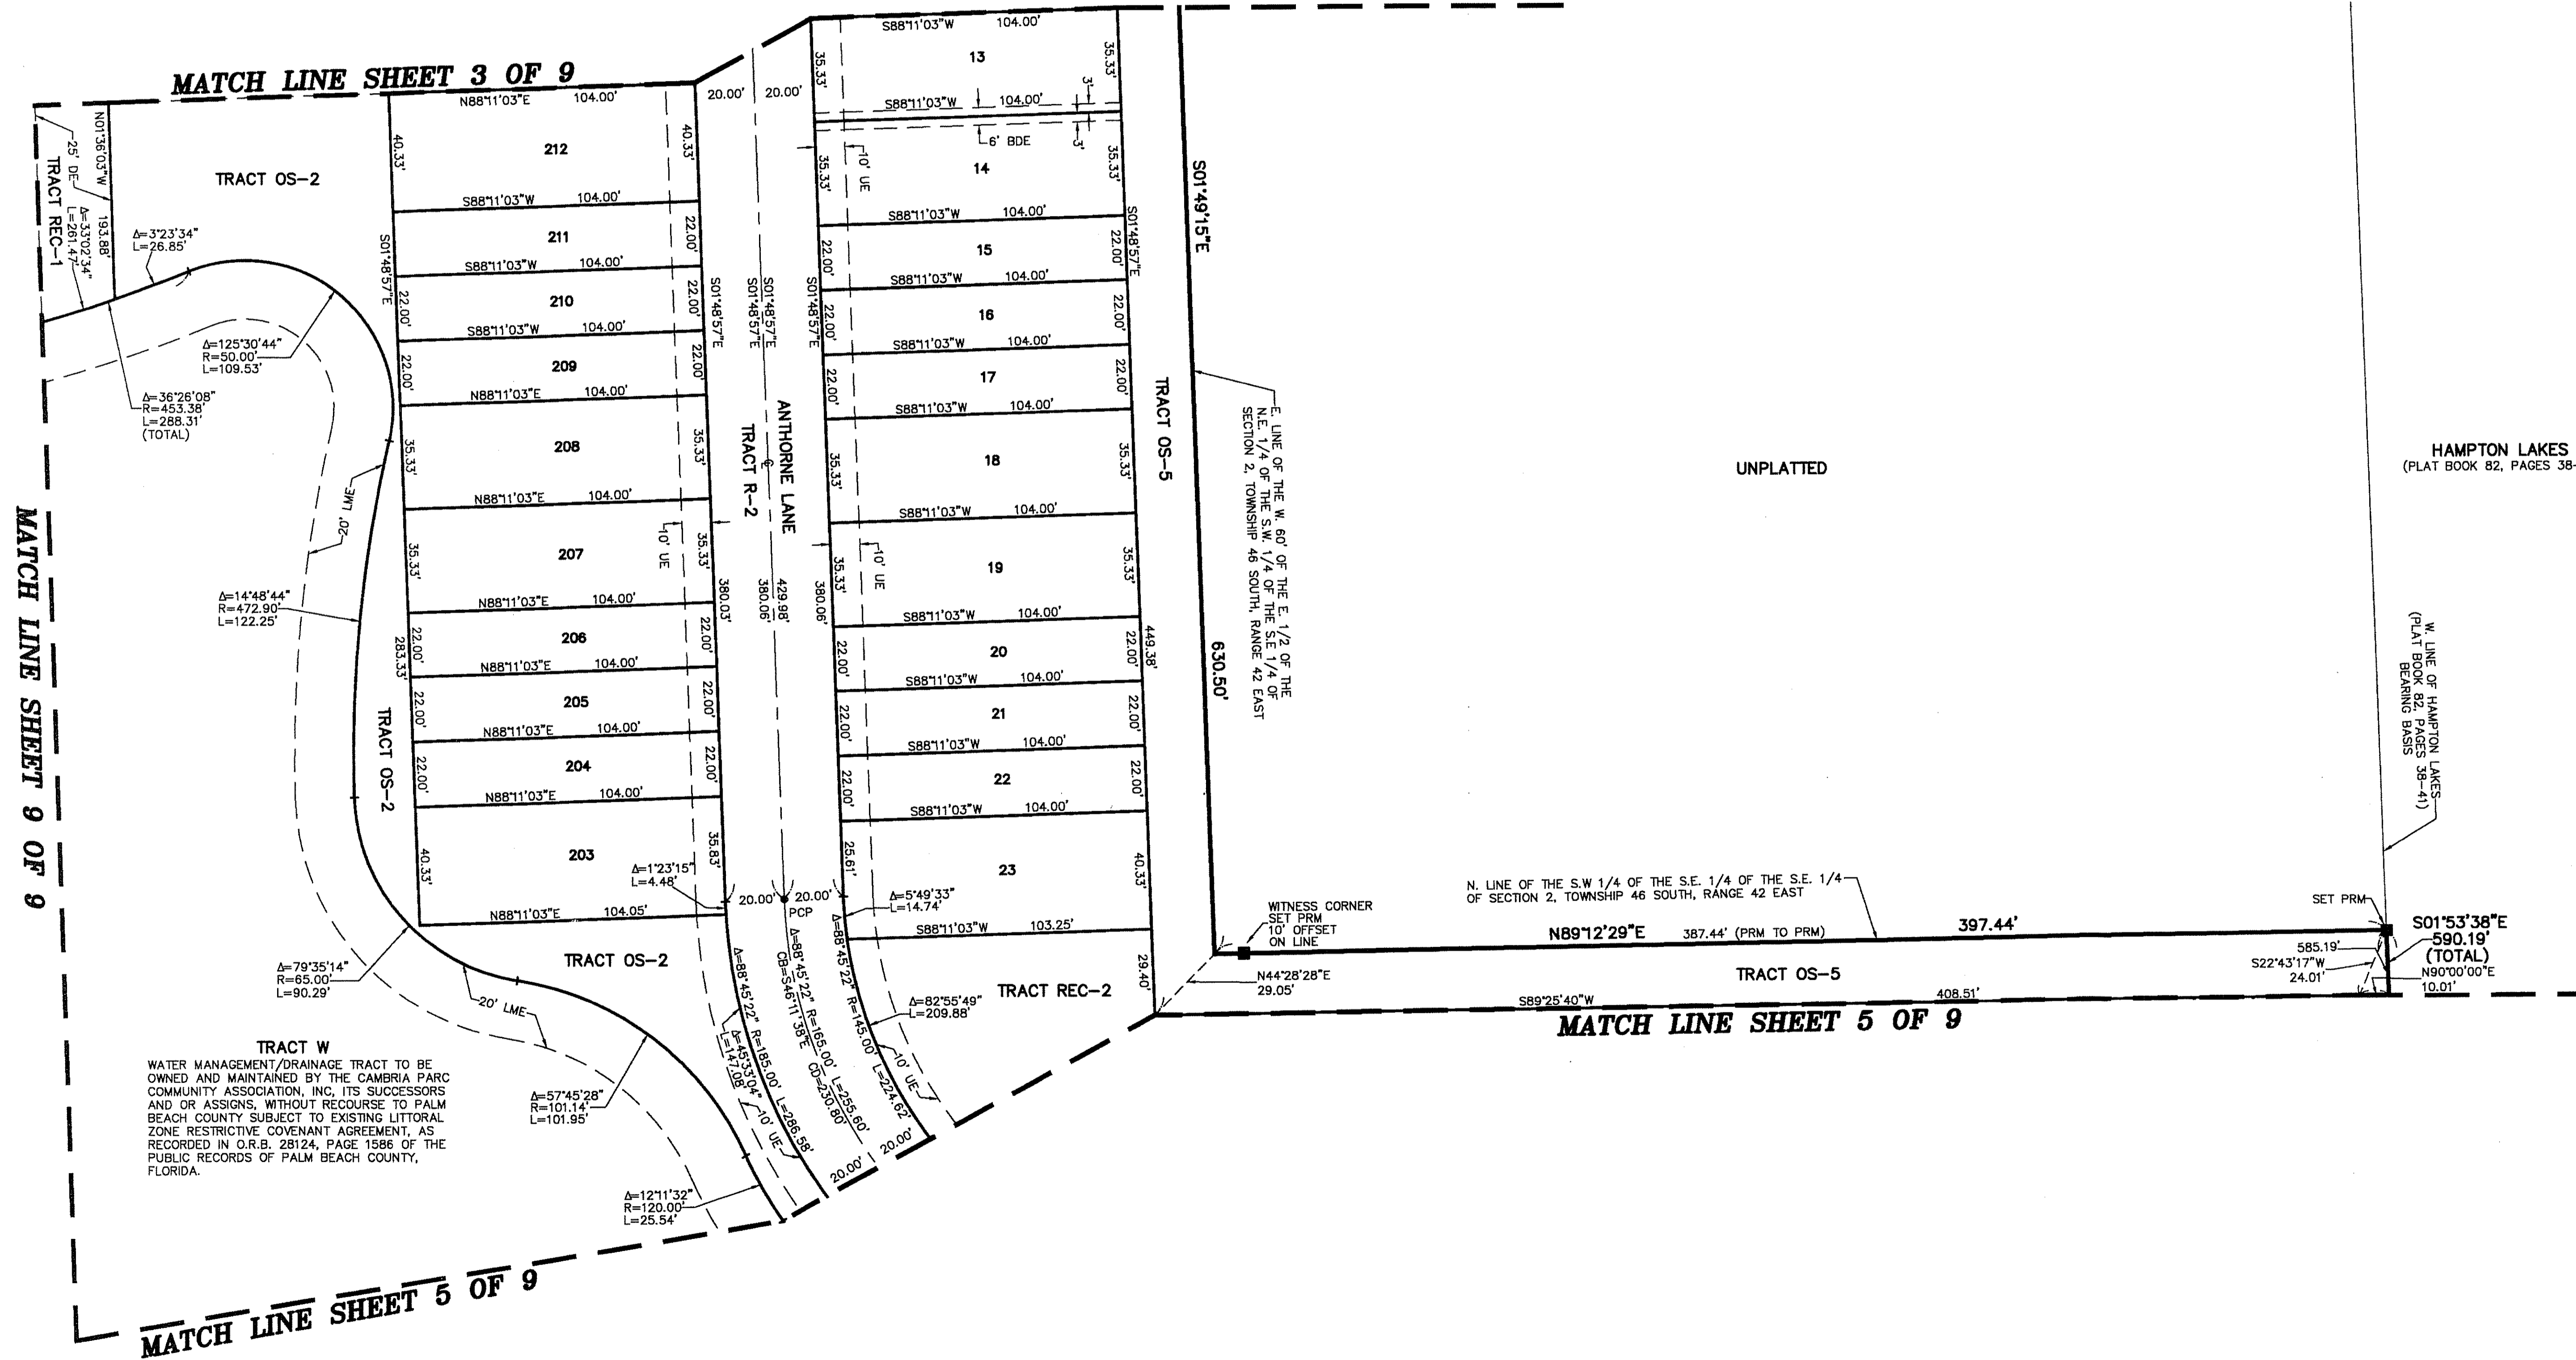 MATCH LINE SHEET 3 OF 9
N01°36'03"W
193.88'
25' DE
TRACT REC-1
Δ=33°02'34"
L=261.47'
TRACT OS-2
Δ=3°23'34"
L=26.85'
Δ=125°30'44"
R=50.00'
L=109.53'
Δ=36°26'08"
R=453.38'
L=288.31'
(TOTAL)
20' LME
Δ=14°48'44"
R=472.90'
L=122.25'
Δ=79°35'14"
R=65.00'
L=90.29'
20' LME
Δ=57°45'28"
R=101.14'
L=101.95'
Δ=12°11'32"
R=120.00'
L=25.54'
TRACT W
WATER MANAGEMENT/DRAINAGE TRACT TO BE
OWNED AND MAINTAINED BY THE CAMBRIA PARC
COMMUNITY ASSOCIATION, INC, ITS SUCCESSORS
AND OR ASSIGNS, WITHOUT RECOURSE TO PALM
BEACH COUNTY SUBJECT TO EXISTING LITTORAL
ZONE RESTRICTIVE COVENANT AGREEMENT, AS
RECORDED IN O.R.B. 28124, PAGE 1586 OF THE
PUBLIC RECORDS OF PALM BEACH COUNTY,
FLORIDA.
MATCH LINE SHEET 9 OF 9
MATCH LINE SHEET 5 OF 9
N88°11'03"E 104.00'
40.33'
212
40.33'
S88°11'03"W 104.00'
S01°48'57"E
211
22.00'
S88°11'03"W 104.00'
22.00'
210
22.00'
S88°11'03"W 104.00'
22.00'
209
22.00'
N88°11'03"E 104.00'
35.33'
208
35.33'
N88°11'03"E 104.00'
35.33'
207
35.33'
10' UE
N88°11'03"E 104.00'
22.00'
283.33'
206
22.00'
N88°11'03"E 104.00'
22.00'
205
22.00'
N88°11'03"E 104.00'
22.00'
204
22.00'
N88°11'03"E 104.00'
40.33'
203
35.83'
N88°11'03"E 104.05'
TRACT OS-2
TRACT OS-2
Δ=1°23'15"
L=4.48'
20.00' 20.00'
S01°48'57"E
S01°48'57"E
S01°48'57"E
S01°48'57"E
ANTHORNE LANE
TRACT R-2
380.03'
429.98'
380.06'
380.06'
20.00' 20.00'
PCP
Δ=88°45'22" R=185.00' L=286.58'
Δ=45°33'04"
L=147.08'
10' UE
Δ=88°45'22" R=165.00' L=255.60'
CB=S46°11'38"E CD=230.80'
Δ=88°45'22" R=145.00' L=224.62'
10' UE
20.00' 20.00'
S88°11'03"W 104.00'
35.33'
13
35.33'
S88°11'03"W 104.00'
3'
3'
6' BDE
10' UE
35.33'
14
35.33'
S88°11'03"W 104.00'
S01°48'57"E
22.00'
15
22.00'
S88°11'03"W 104.00'
22.00'
16
22.00'
S88°11'03"W 104.00'
22.00'
17
22.00'
S88°11'03"W 104.00'
35.33'
18
35.33'
S88°11'03"W 104.00'
10' UE
35.33'
19
35.33'
S88°11'03"W 104.00'
449.38'
22.00'
20
22.00'
S88°11'03"W 104.00'
22.00'
21
22.00'
S88°11'03"W 104.00'
22.00'
22
22.00'
S88°11'03"W 104.00'
25.61'
23
40.33'
Δ=5°49'33"
L=14.74'
S88°11'03"W 103.25'
29.40'
TRACT REC-2
Δ=82°55'49"
L=209.88'
TRACT OS-5
S01°49'15"E
630.50'
E. LINE OF THE W. 60' OF THE E. 1/2 OF THE
N.E. 1/4 OF THE S.W. 1/4 OF THE S.E 1/4 OF
SECTION 2, TOWNSHIP 46 SOUTH, RANGE 42 EAST
UNPLATTED
HAMPTON LAKES
(PLAT BOOK 82, PAGES 38-
W. LINE OF HAMPTON LAKES
(PLAT BOOK 82, PAGES 38-41)
BEARING BASIS
WITNESS CORNER
SET PRM
10' OFFSET
ON LINE
N. LINE OF THE S.W 1/4 OF THE S.E. 1/4 OF THE S.E. 1/4
OF SECTION 2, TOWNSHIP 46 SOUTH, RANGE 42 EAST
N89°12'29"E 387.44' (PRM TO PRM) 397.44'
SET PRM
S01°53'38"E
590.19'
(TOTAL)
585.19'
S22°43'17"W
24.01'
N90°00'00"E
10.01'
N44°28'28"E
29.05'
TRACT OS-5
S89°25'40"W 408.51'
MATCH LINE SHEET 5 OF 9